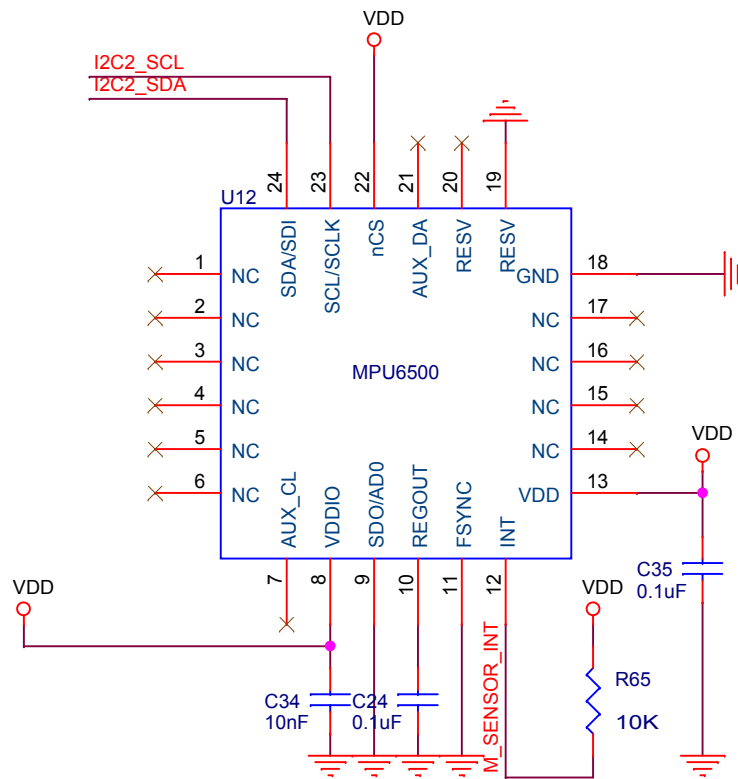 VDD
I2C2_SCL
I2C2_SDA
24
23
22
21
20
19
U12
SDA/SDI
SCL/SCLK
nCS
AUX_DA
RESV
RESV
1 NC
2 NC
3 NC
4 NC
5 NC
6 NC
GND 18
NC 17
NC 16
NC 15
NC 14
VDD 13
MPU6500
AUX_CL
VDDIO
SDO/AD0
REGOUT
FSYNC
INT
7
8
9
10
11
12
VDD
VDD
VDD
C35
0.1uF
C34
10nF
C24
0.1uF
M_SENSOR_INT
R65
10K